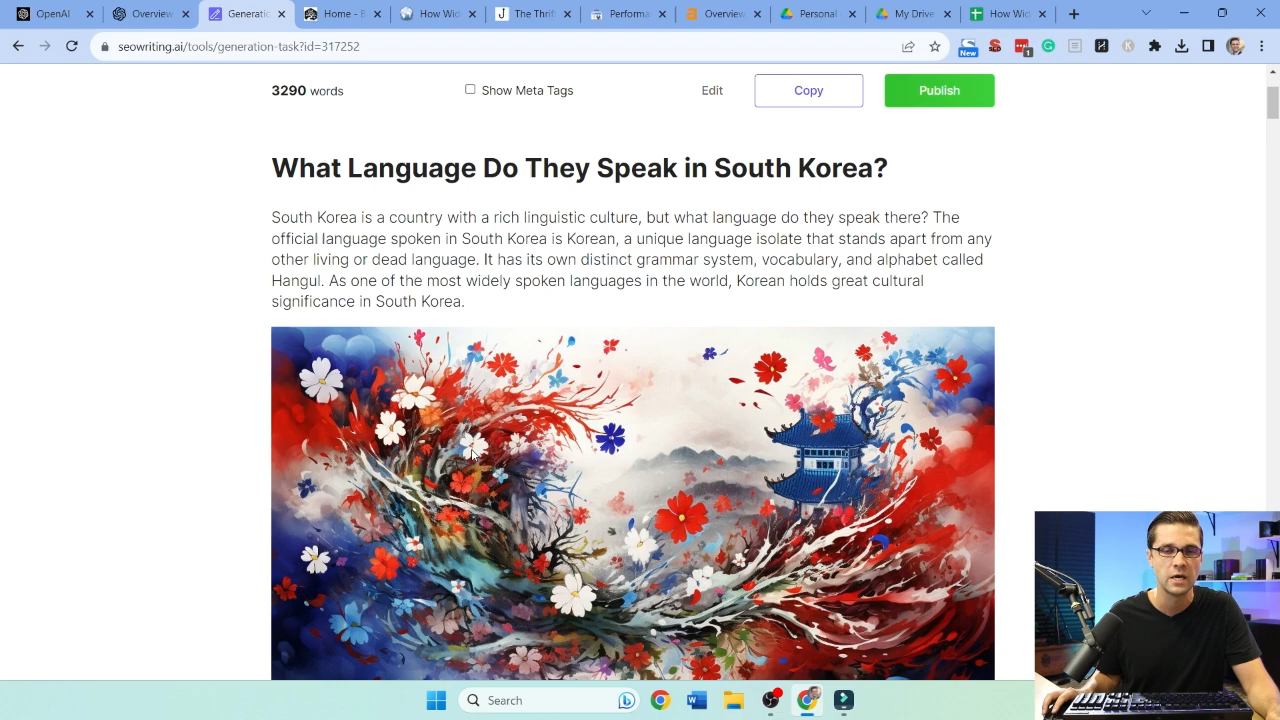 OpenAI
Overview
Generatio
Home - B
How Wid
The Thrift
Performa
Overview
Personal
My Drive
How Wid
seowriting.ai/tools/generation-task?id=317252
New
1
3290 words
Show Meta Tags
Edit
Copy
Publish
What Language Do They Speak in South Korea?
South Korea is a country with a rich linguistic culture, but what language do they speak there? The
official language spoken in South Korea is Korean, a unique language isolate that stands apart from any
other living or dead language. It has its own distinct grammar system, vocabulary, and alphabet called
Hangul. As one of the most widely spoken languages in the world, Korean holds great cultural
significance in South Korea.
Search